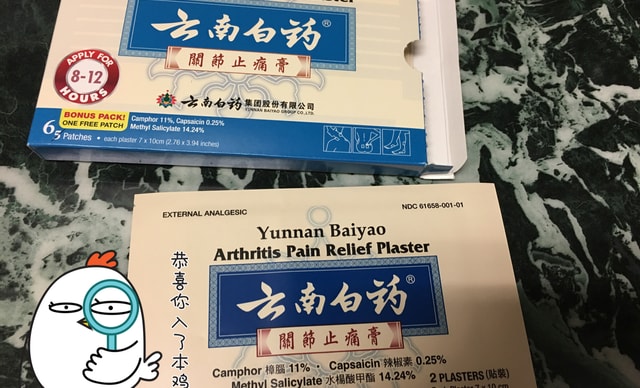 云南白药®
關節止痛膏
APPLY FOR
8-12
HOURS
云南白药集团股份有限公司
YUNNAN BAIYAO GROUP CO.,LTD.
BONUS PACK!
ONE FREE PATCH
Camphor 11%, Capsaicin 0.25%
Methyl Salicylate 14.24%
65 Patches • each plaster 7 x 10cm (2.76 x 3.94 inches)
EXTERNAL ANALGESIC
NDC 61658-001-01
Yunnan Baiyao
Arthritis Pain Relief Plaster
云南白药®
關節止痛膏
Camphor 樟腦 11% • Capsaicin 辣椒素 0.25%
Methyl Salicylate 水楊酸甲酯 14.24%
2 PLASTERS (貼裝)
恭喜你入了本鸡